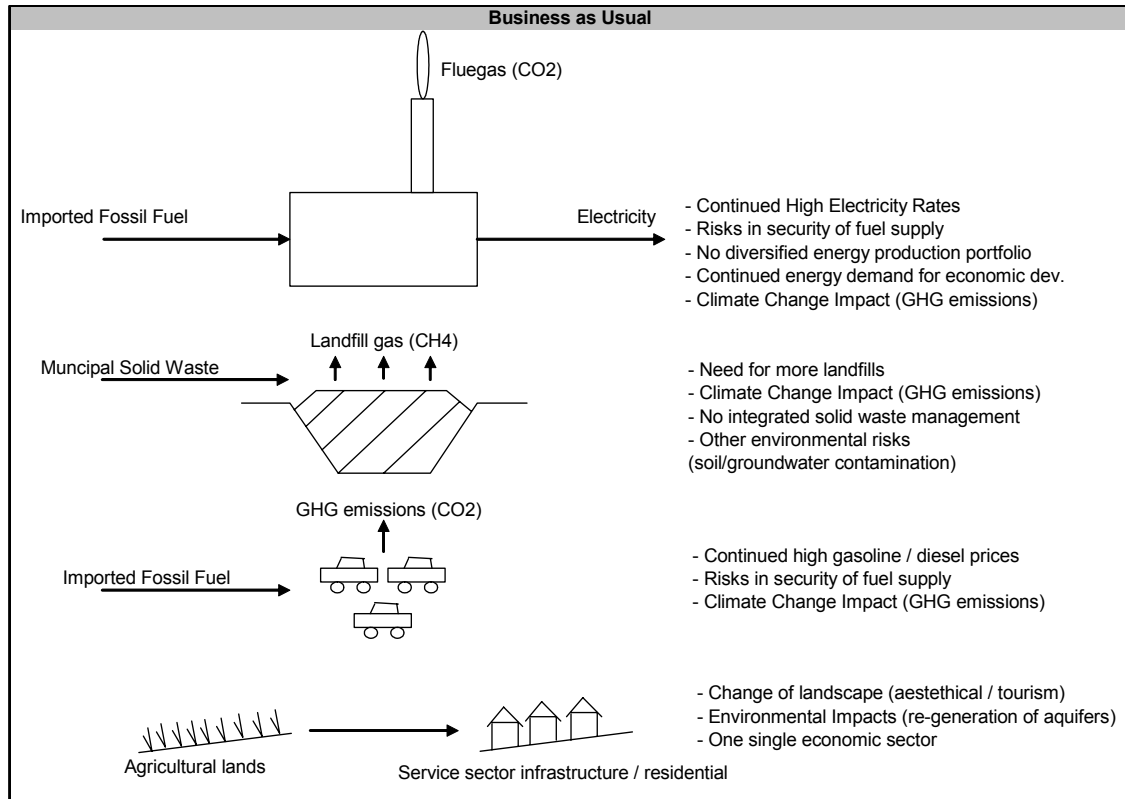 Business as Usual
Fluegas (CO2)
Imported Fossil Fuel
Electricity
- Continued High Electricity Rates
- Risks in security of fuel supply
- No diversified energy production portfolio
- Continued energy demand for economic dev.
- Climate Change Impact (GHG emissions)
Landfill gas (CH4)
Muncipal Solid Waste
- Need for more landfills
- Climate Change Impact (GHG emissions)
- No integrated solid waste management
- Other environmental risks
(soil/groundwater contamination)
GHG emissions (CO2)
Imported Fossil Fuel
- Continued high gasoline / diesel prices
- Risks in security of fuel supply
- Climate Change Impact (GHG emissions)
- Change of landscape (aestethical / tourism)
- Environmental Impacts (re-generation of aquifers)
- One single economic sector
Agricultural lands
Service sector infrastructure / residential